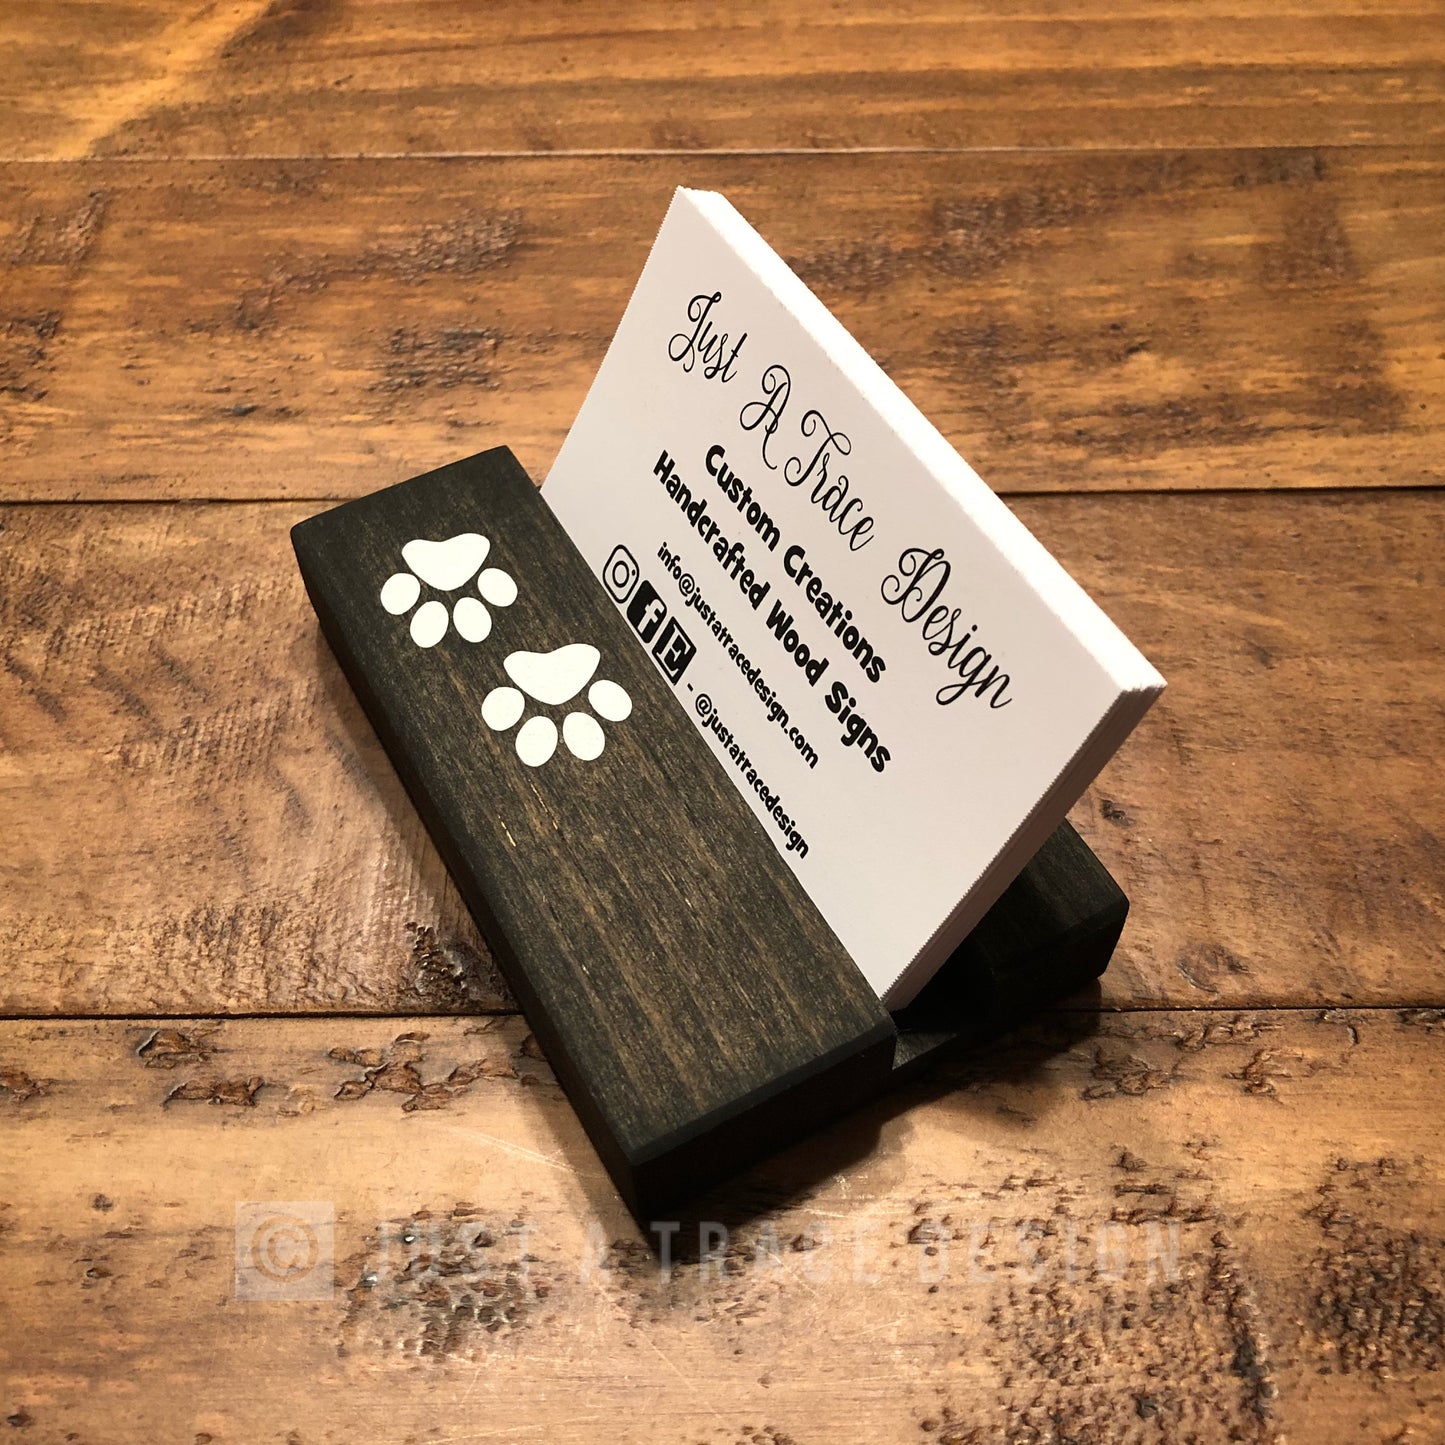 Just A Trace Design
Custom Creations
Handcrafted Wood Signs
info@justatracedesign.com
f E - @justatracedesign
© JUST A TRACE DESIGN